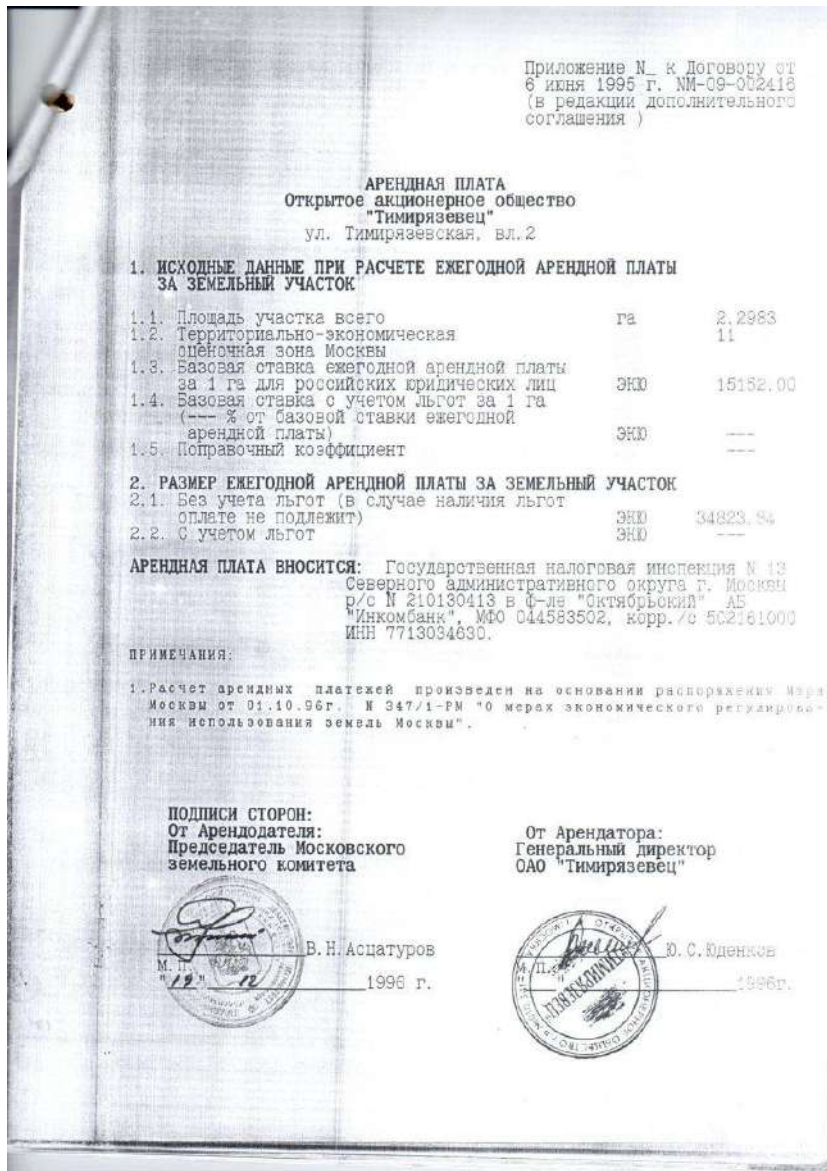 Приложение N_ к Договору от
6 июня 1995 г. NМ-09-002416
(в редакции дополнительного
соглашения )
АРЕНДНАЯ ПЛАТА
Открытое акционерное общество
"Тимирязевец"
ул. Тимирязевская, вл.2
1. ИСХОДНЫЕ ДАННЫЕ ПРИ РАСЧЕТЕ ЕЖЕГОДНОЙ АРЕНДНОЙ ПЛАТЫ
ЗА ЗЕМЕЛЬНЫЙ УЧАСТОК
1.1. Площадь участка всего га 2.2983
1.2. Территориально-экономическая 11
оценочная зона Москвы
1.3. Базовая ставка ежегодной арендной платы
за 1 га для российских юридических лиц ЭКЮ 15152.00
1.4. Базовая ставка с учетом льгот за 1 га
(--- % от базовой ставки ежегодной
арендной платы) ЭКЮ ---
1.5. Поправочный коэффициент ---
2. РАЗМЕР ЕЖЕГОДНОЙ АРЕНДНОЙ ПЛАТЫ ЗА ЗЕМЕЛЬНЫЙ УЧАСТОК
2.1. Без учета льгот (в случае наличия льгот
оплате не подлежит) ЭКЮ 34823.84
2.2. С учетом льгот ЭКЮ ---
АРЕНДНАЯ ПЛАТА ВНОСИТСЯ: Государственная налоговая инспекция N 13
Северного административного округа г. Москвы
р/с N 210130413 в ф-ле "Октябрьский" АБ
"Инкомбанк", МФО 044583502, корр./с 502161000
ИНН 7713034630.
ПРИМЕЧАНИЯ:
1.Расчет арендных платежей произведен на основании распоряжения Мэра
Москвы от 01.10.96г. N 347/1-РМ "О мерах экономического регулирова-
ния использования земель Москвы".
ПОДПИСИ СТОРОН:
От Арендодателя:
Председатель Московского
земельного комитета
В.Н.Асцатуров
М.П.
"19" 12 1996 г.
От Арендатора:
Генеральный директор
ОАО "Тимирязевец"
Ю.С.Юденков
М.П.
1996г.